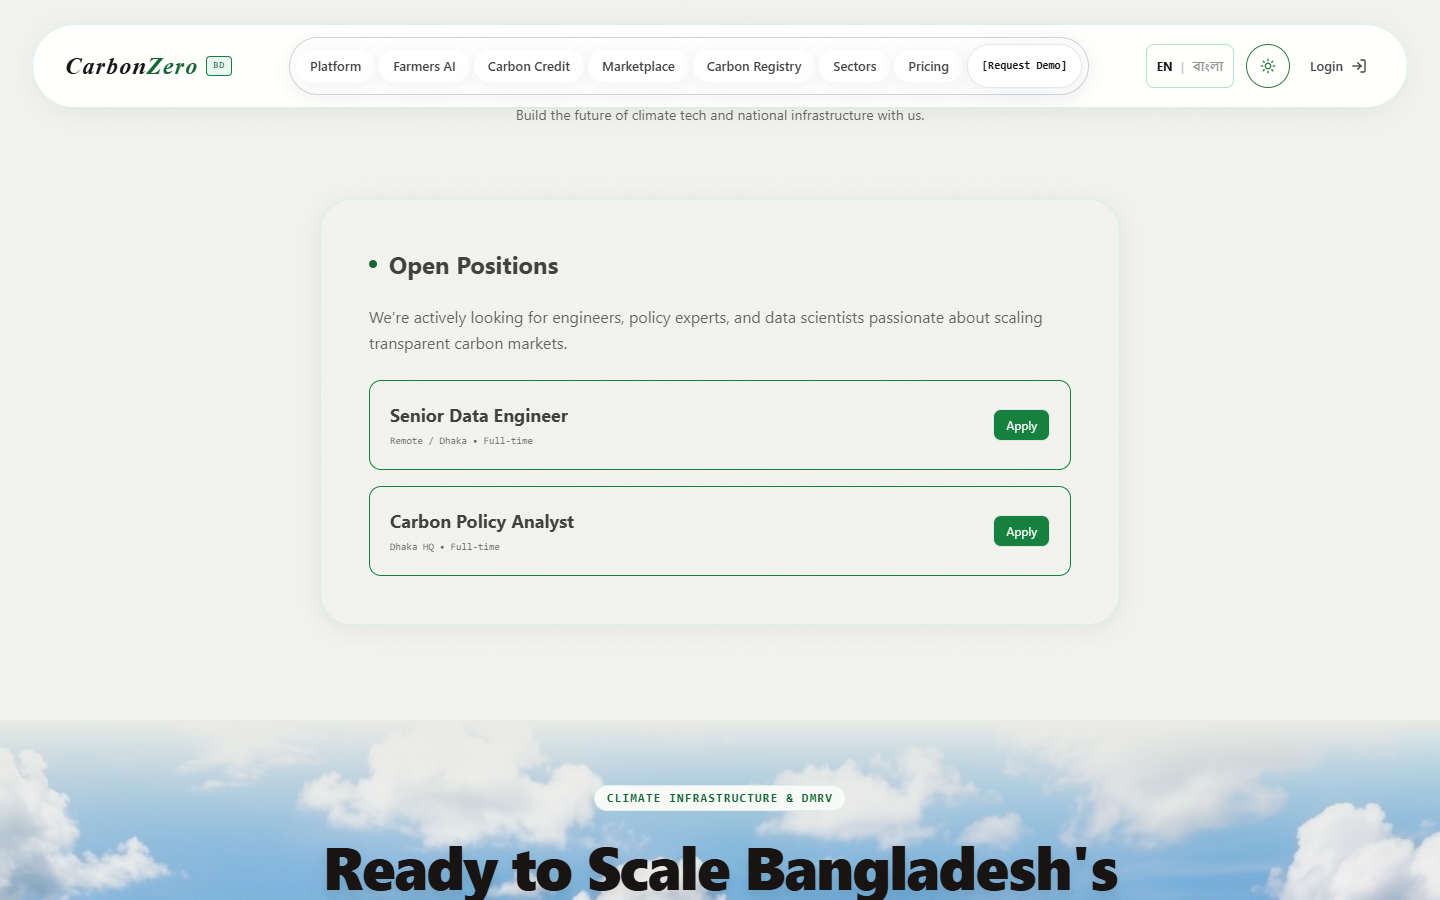 CarbonZero BD
Platform
Farmers AI
Carbon Credit
Marketplace
Carbon Registry
Sectors
Pricing
[Request Demo]
EN | বাংলা
Login
Build the future of climate tech and national infrastructure with us.
Open Positions
We're actively looking for engineers, policy experts, and data scientists passionate about scaling
transparent carbon markets.
Senior Data Engineer
Remote / Dhaka • Full-time
Apply
Carbon Policy Analyst
Dhaka HQ • Full-time
Apply
CLIMATE INFRASTRUCTURE & DMRV
Ready to Scale Bangladesh's